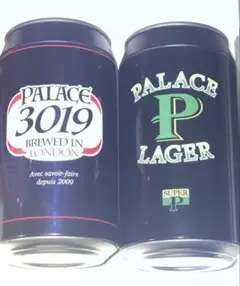 PALACE
3019
BREWED IN
LONDON
Avec savoir-faire
depuis 2009
PALACE
P
LAGER
SUPER
P